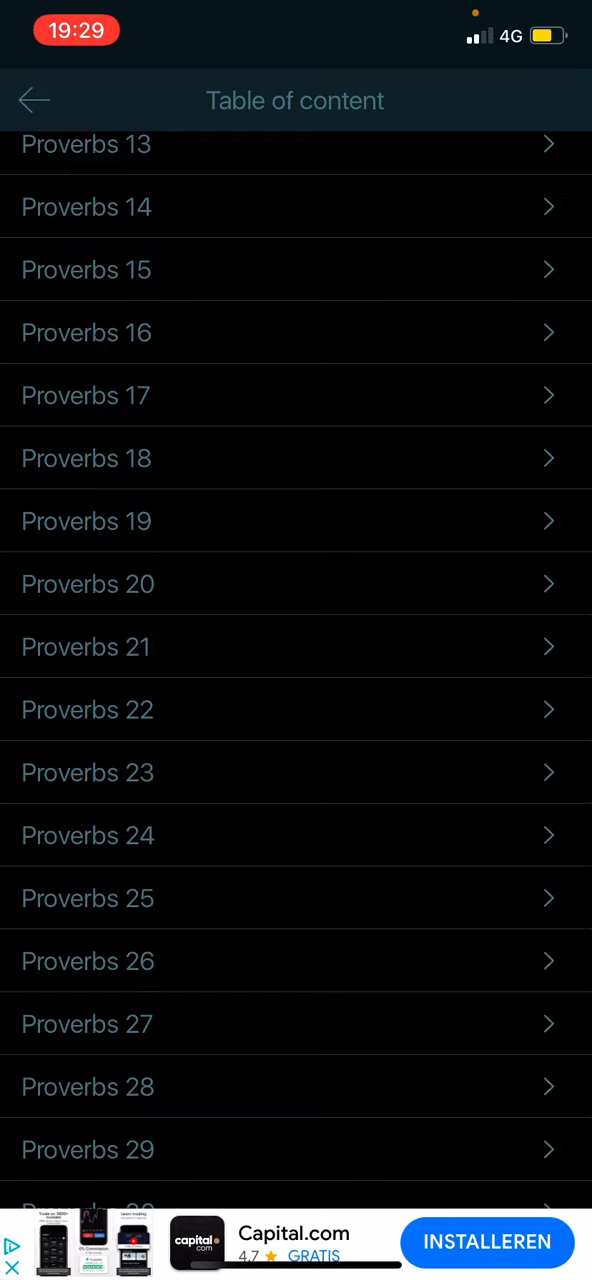 19:29
4G
Table of content
Proverbs 13
Proverbs 14
Proverbs 15
Proverbs 16
Proverbs 17
Proverbs 18
Proverbs 19
Proverbs 20
Proverbs 21
Proverbs 22
Proverbs 23
Proverbs 24
Proverbs 25
Proverbs 26
Proverbs 27
Proverbs 28
Proverbs 29
capital
com
Capital.com
4.7 ★ GRATIS
INSTALLEREN